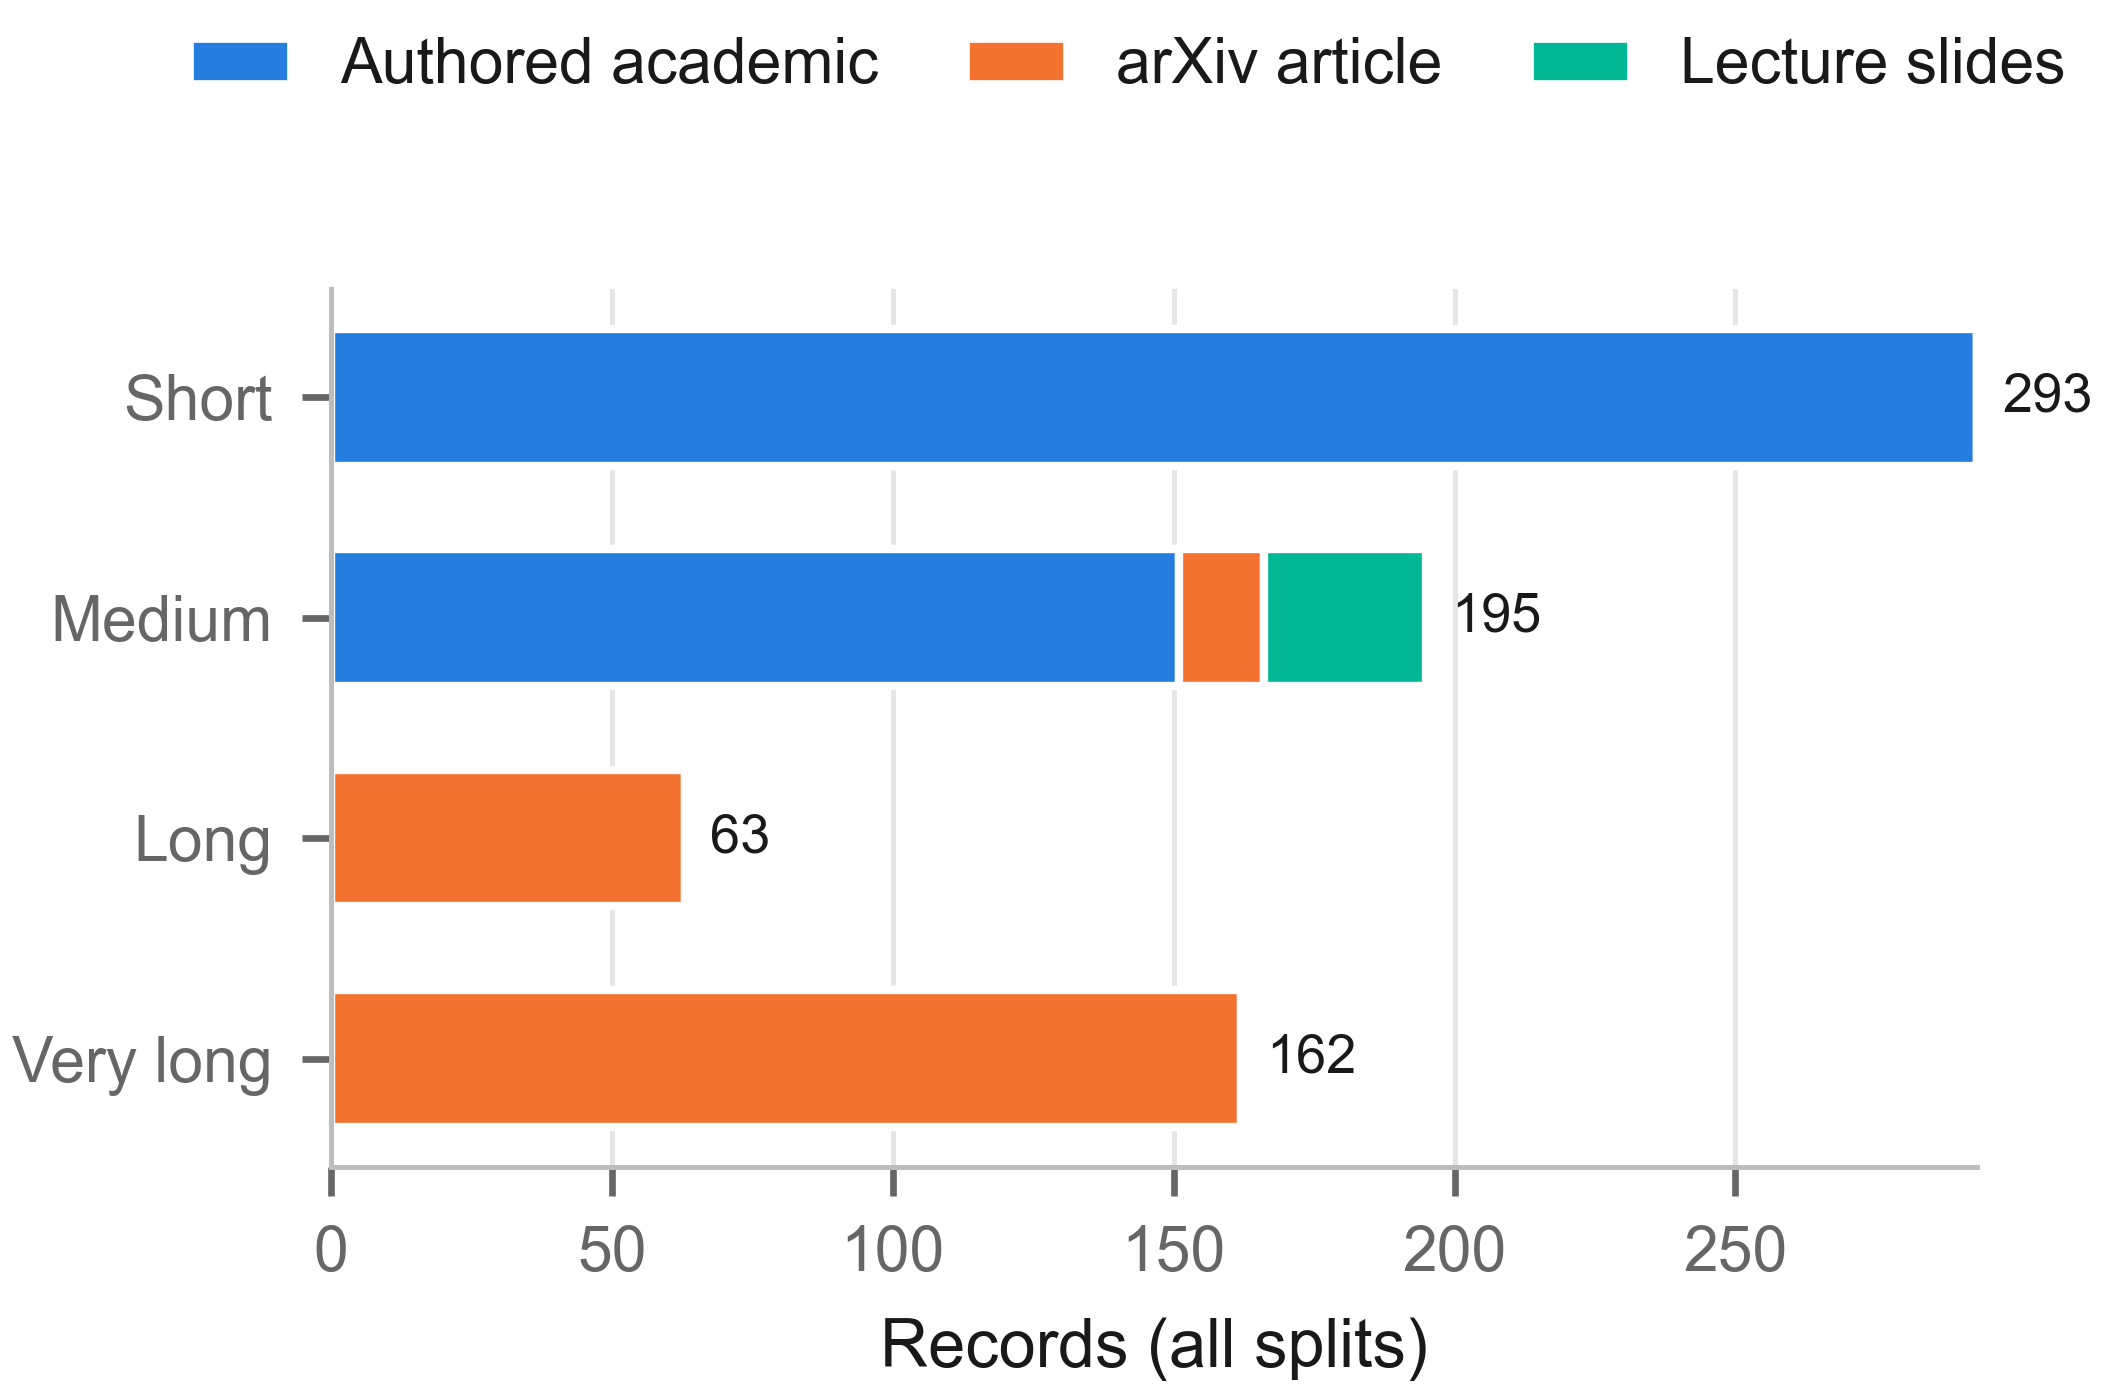 Authored academic arXiv article Lecture slides
Short 293
Medium 195
Long 63
Very long 162
0 50 100 150 200 250
Records (all splits)